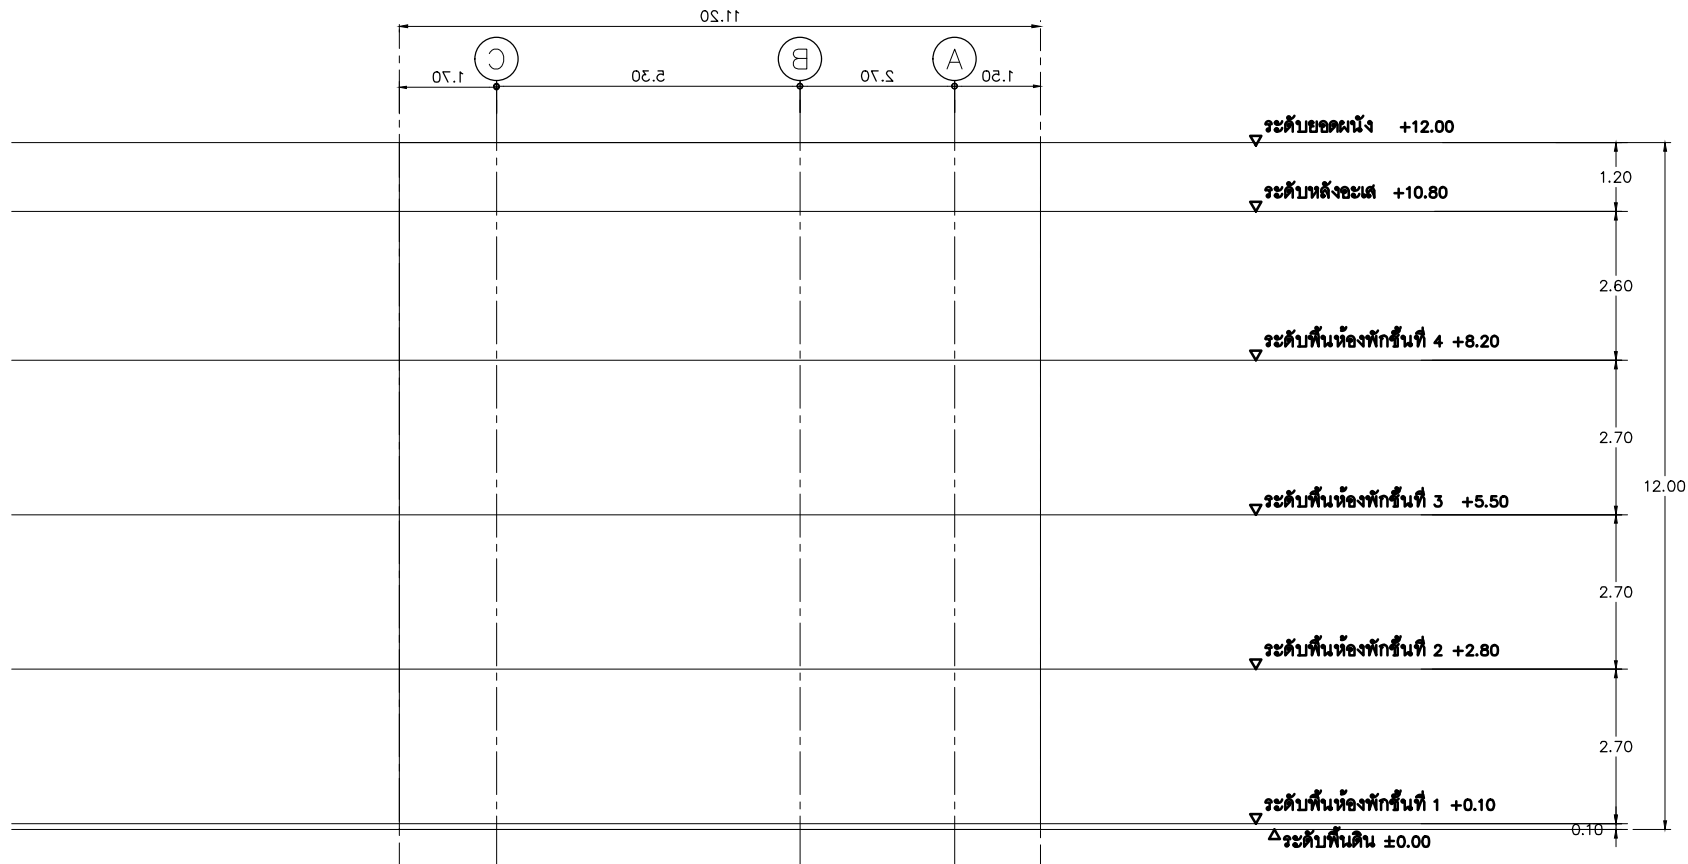 11.20
C B A
1.70 5.30 2.70 1.50
ระดับยอดผนัง +12.00
1.20
ระดับหลังอะเส +10.80
2.60
ระดับพื้นห้องพักชั้นที่ 4 +8.20
2.70
12.00
ระดับพื้นห้องพักชั้นที่ 3 +5.50
2.70
ระดับพื้นห้องพักชั้นที่ 2 +2.80
2.70
ระดับพื้นห้องพักชั้นที่ 1 +0.10
0.10
ระดับพื้นดิน ±0.00